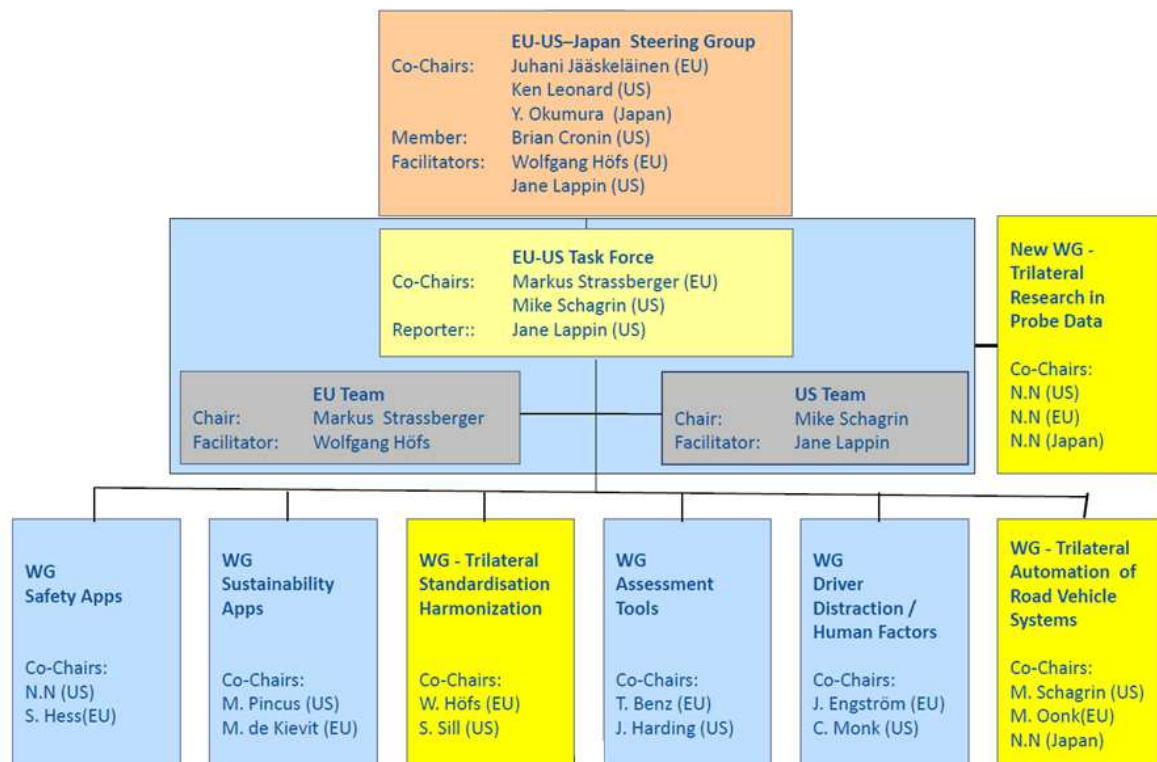 EU-US–Japan Steering Group
Co-Chairs: Juhani Jääskeläinen (EU)
Ken Leonard (US)
Y. Okumura (Japan)
Member: Brian Cronin (US)
Facilitators: Wolfgang Höfs (EU)
Jane Lappin (US)
EU-US Task Force
Co-Chairs: Markus Strassberger (EU)
Mike Schagrin (US)
Reporter:: Jane Lappin (US)
New WG -
Trilateral
Research in
Probe Data
Co-Chairs:
N.N (US)
N.N (EU)
N.N (Japan)
EU Team
Chair: Markus Strassberger
Facilitator: Wolfgang Höfs
US Team
Chair: Mike Schagrin
Facilitator: Jane Lappin
WG
Safety Apps
Co-Chairs:
N.N (US)
S. Hess(EU)
WG
Sustainability
Apps
Co-Chairs:
M. Pincus (US)
M. de Kievit (EU)
WG - Trilateral
Standardisation
Harmonization
Co-Chairs:
W. Höfs (EU)
S. Sill (US)
WG
Assessment
Tools
Co-Chairs:
T. Benz (EU)
J. Harding (US)
WG
Driver
Distraction /
Human Factors
Co-Chairs:
J. Engström (EU)
C. Monk (US)
WG - Trilateral
Automation of
Road Vehicle
Systems
Co-Chairs:
M. Schagrin (US)
M. Oonk(EU)
N.N (Japan)